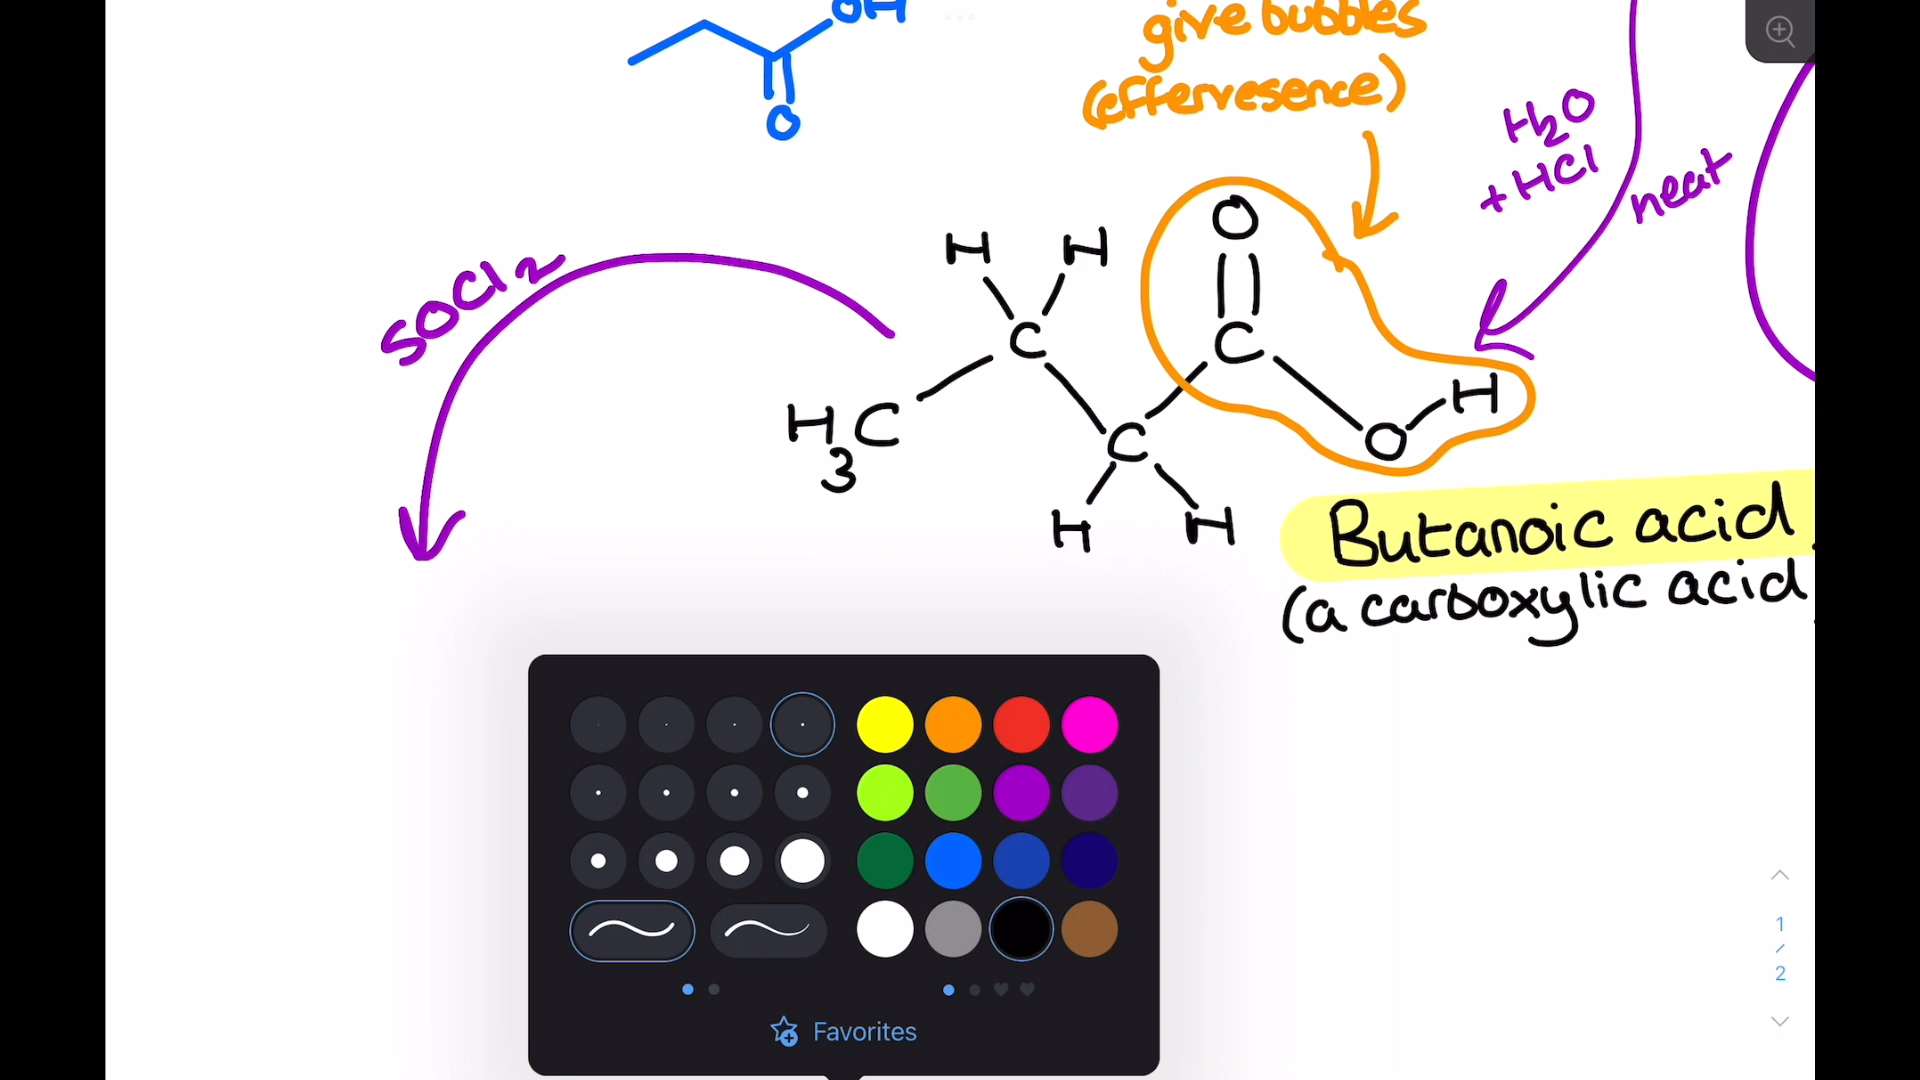 OH
O
give bubbles
(effervesence)
H₂O
+HCl
heat
SOCl₂
H H O
C C
H₃C C O H
H H
Butanoic acid
(a carboxylic acid
1
/
2
Favorites